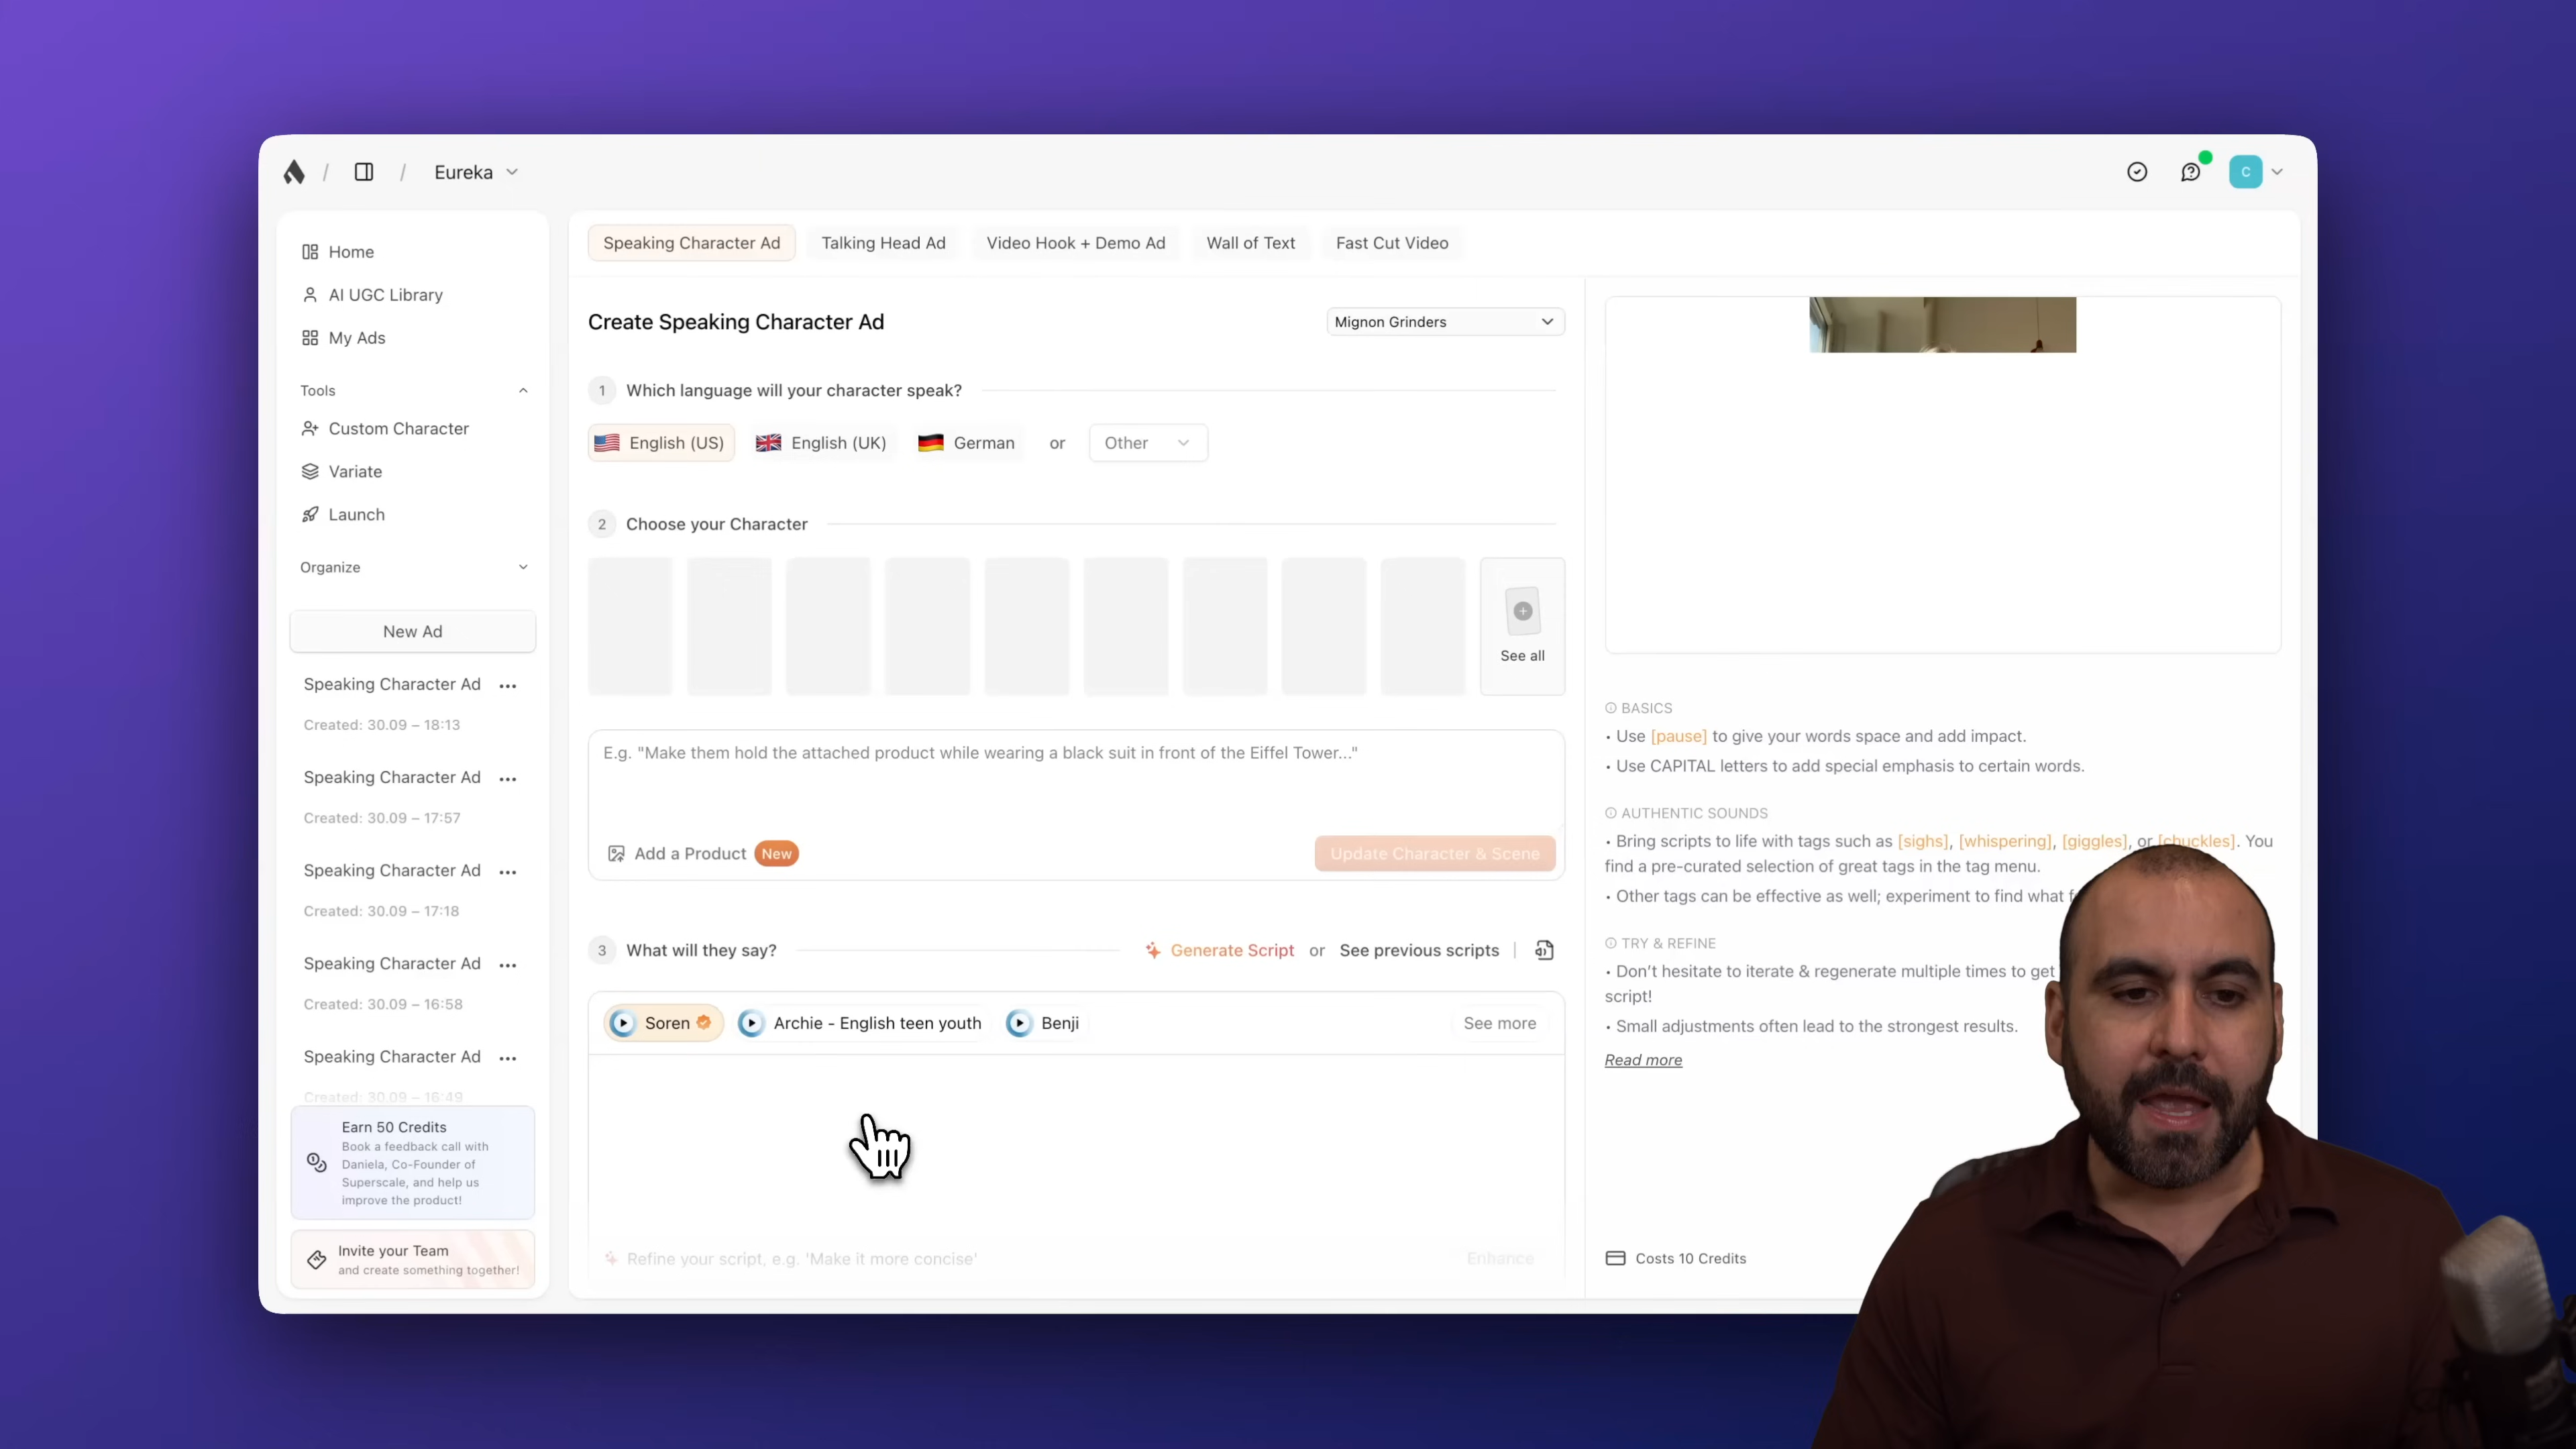 / / Eureka
C
Home
AI UGC Library
My Ads
Tools
Custom Character
Variate
Launch
Organize
New Ad
Speaking Character Ad ...
Created: 30.09 – 18:13
Speaking Character Ad ...
Created: 30.09 – 17:57
Speaking Character Ad ...
Created: 30.09 – 17:18
Speaking Character Ad ...
Created: 30.09 – 16:58
Speaking Character Ad ...
Created: 30.09 – 16:49
Earn 50 Credits
Book a feedback call with
Daniela, Co-Founder of
Superscale, and help us
improve the product!
Invite your Team
and create something together!
Speaking Character Ad Talking Head Ad Video Hook + Demo Ad Wall of Text Fast Cut Video
Create Speaking Character Ad Mignon Grinders
1 Which language will your character speak?
English (US) English (UK) German or Other
2 Choose your Character
See all
E.g. "Make them hold the attached product while wearing a black suit in front of the Eiffel Tower..."
Add a Product New Update Character & Scene
3 What will they say? Generate Script or See previous scripts |
Soren Archie - English teen youth Benji See more
Refine your script, e.g. 'Make it more concise' Enhance
BASICS
• Use [pause] to give your words space and add impact.
• Use CAPITAL letters to add special emphasis to certain words.
AUTHENTIC SOUNDS
• Bring scripts to life with tags such as [sighs], [whispering], [giggles], or [chuckles]. You
find a pre-curated selection of great tags in the tag menu.
• Other tags can be effective as well; experiment to find what
TRY & REFINE
• Don't hesitate to iterate & regenerate multiple times to get
script!
• Small adjustments often lead to the strongest results.
Read more
Costs 10 Credits